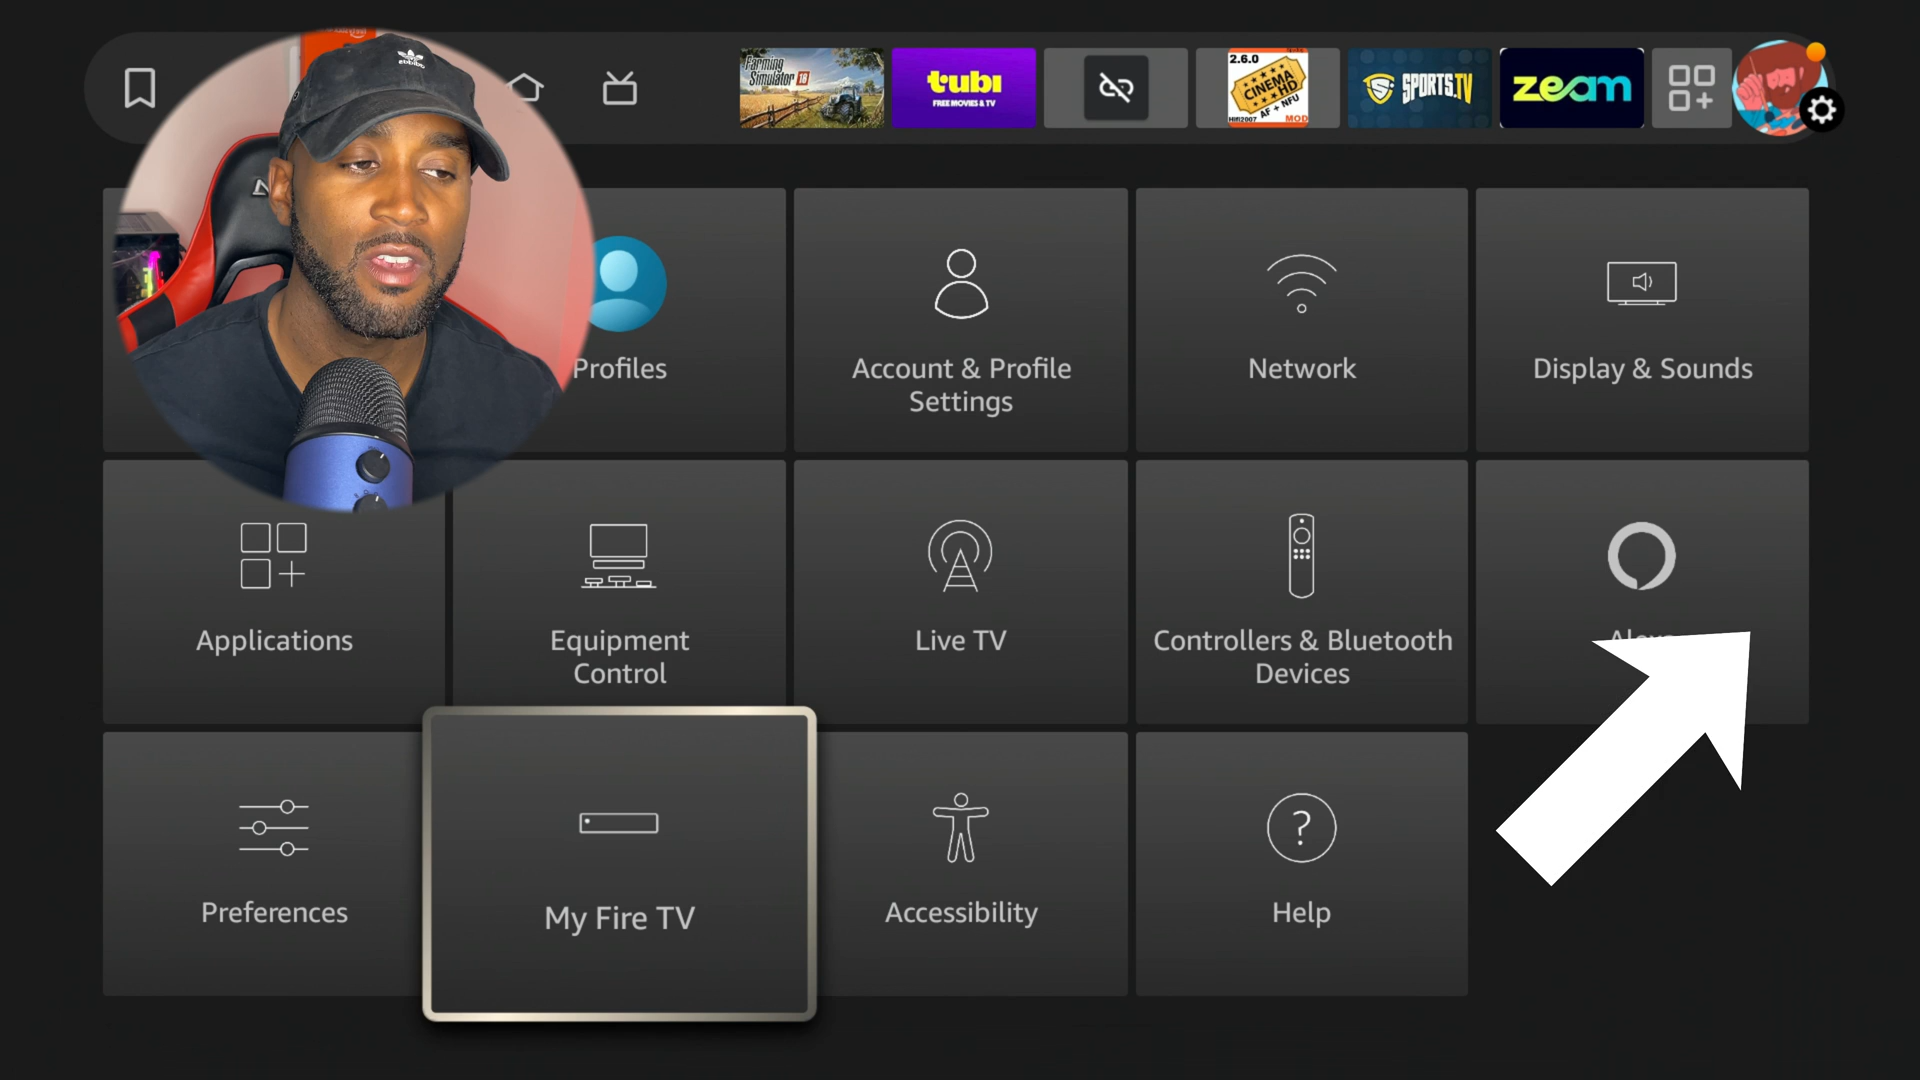 Farming
Simulator 18
tubi
FREE MOVIES & TV
2.6.0
CINEMA
HD
AF + NFU
Hifi2007
MOD
S SPORTS.TV
zeam
Profiles
Account & Profile
Settings
Network
Display & Sounds
Applications
Equipment
Control
Live TV
Controllers & Bluetooth
Devices
Preferences
My Fire TV
Accessibility
?
Help